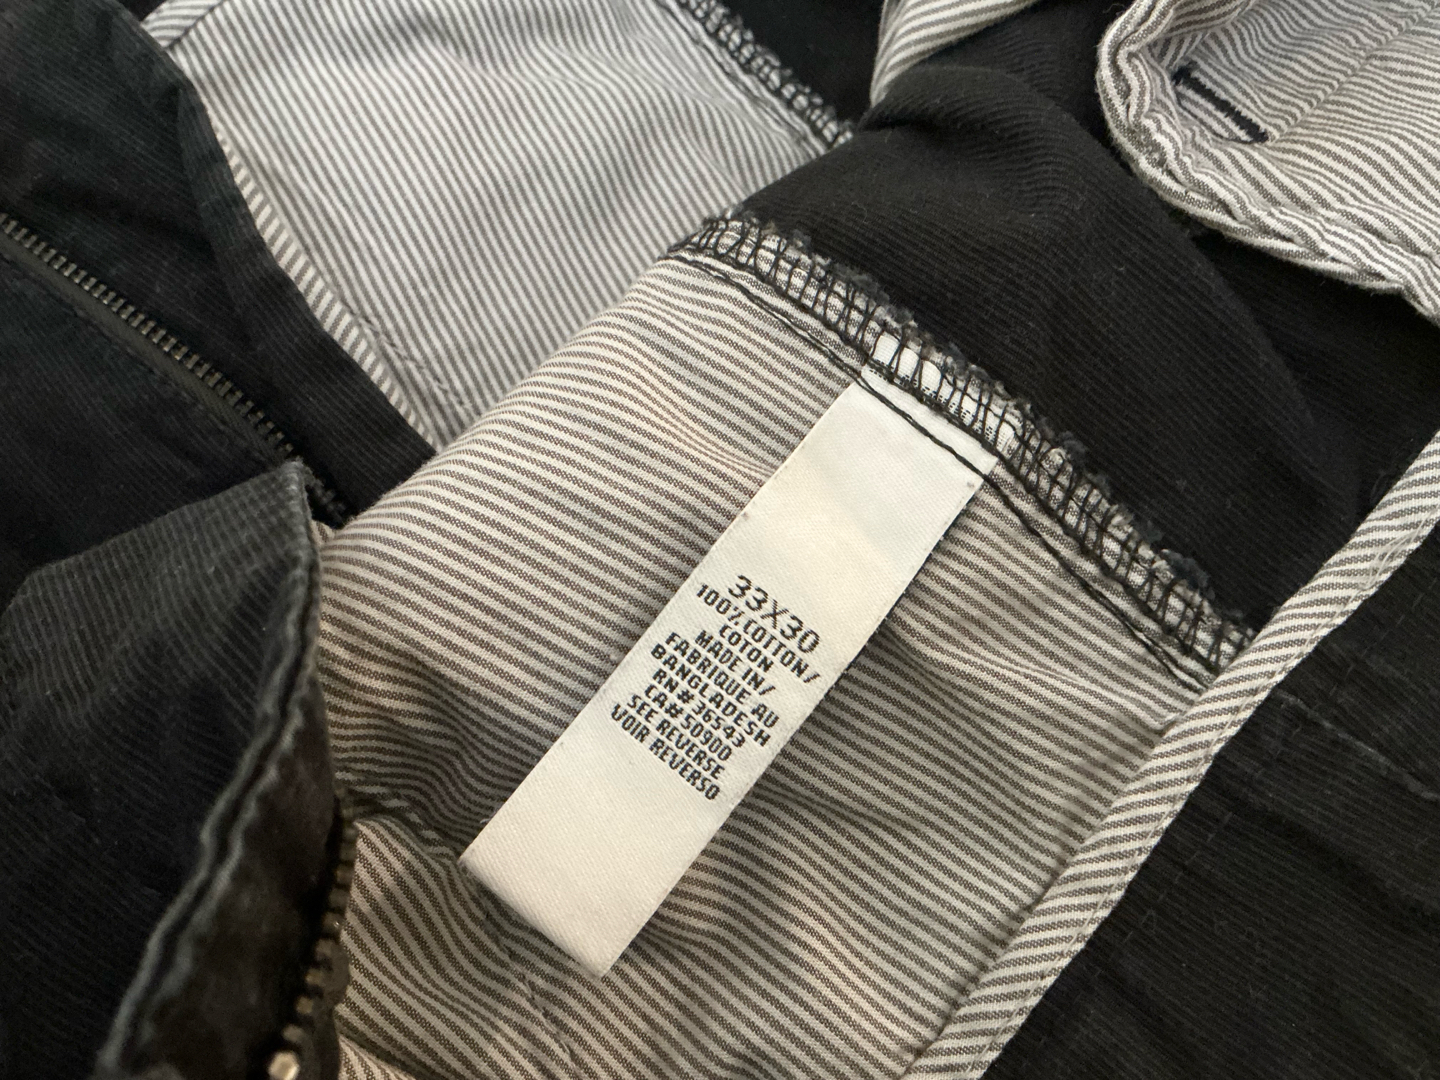 33X30
100% COTTON/
COTON
MADE IN/
FABRIQUE AU
BANGLADESH
RN# 36543
CA# 50900
SEE REVERSE
VOIR REVERSO